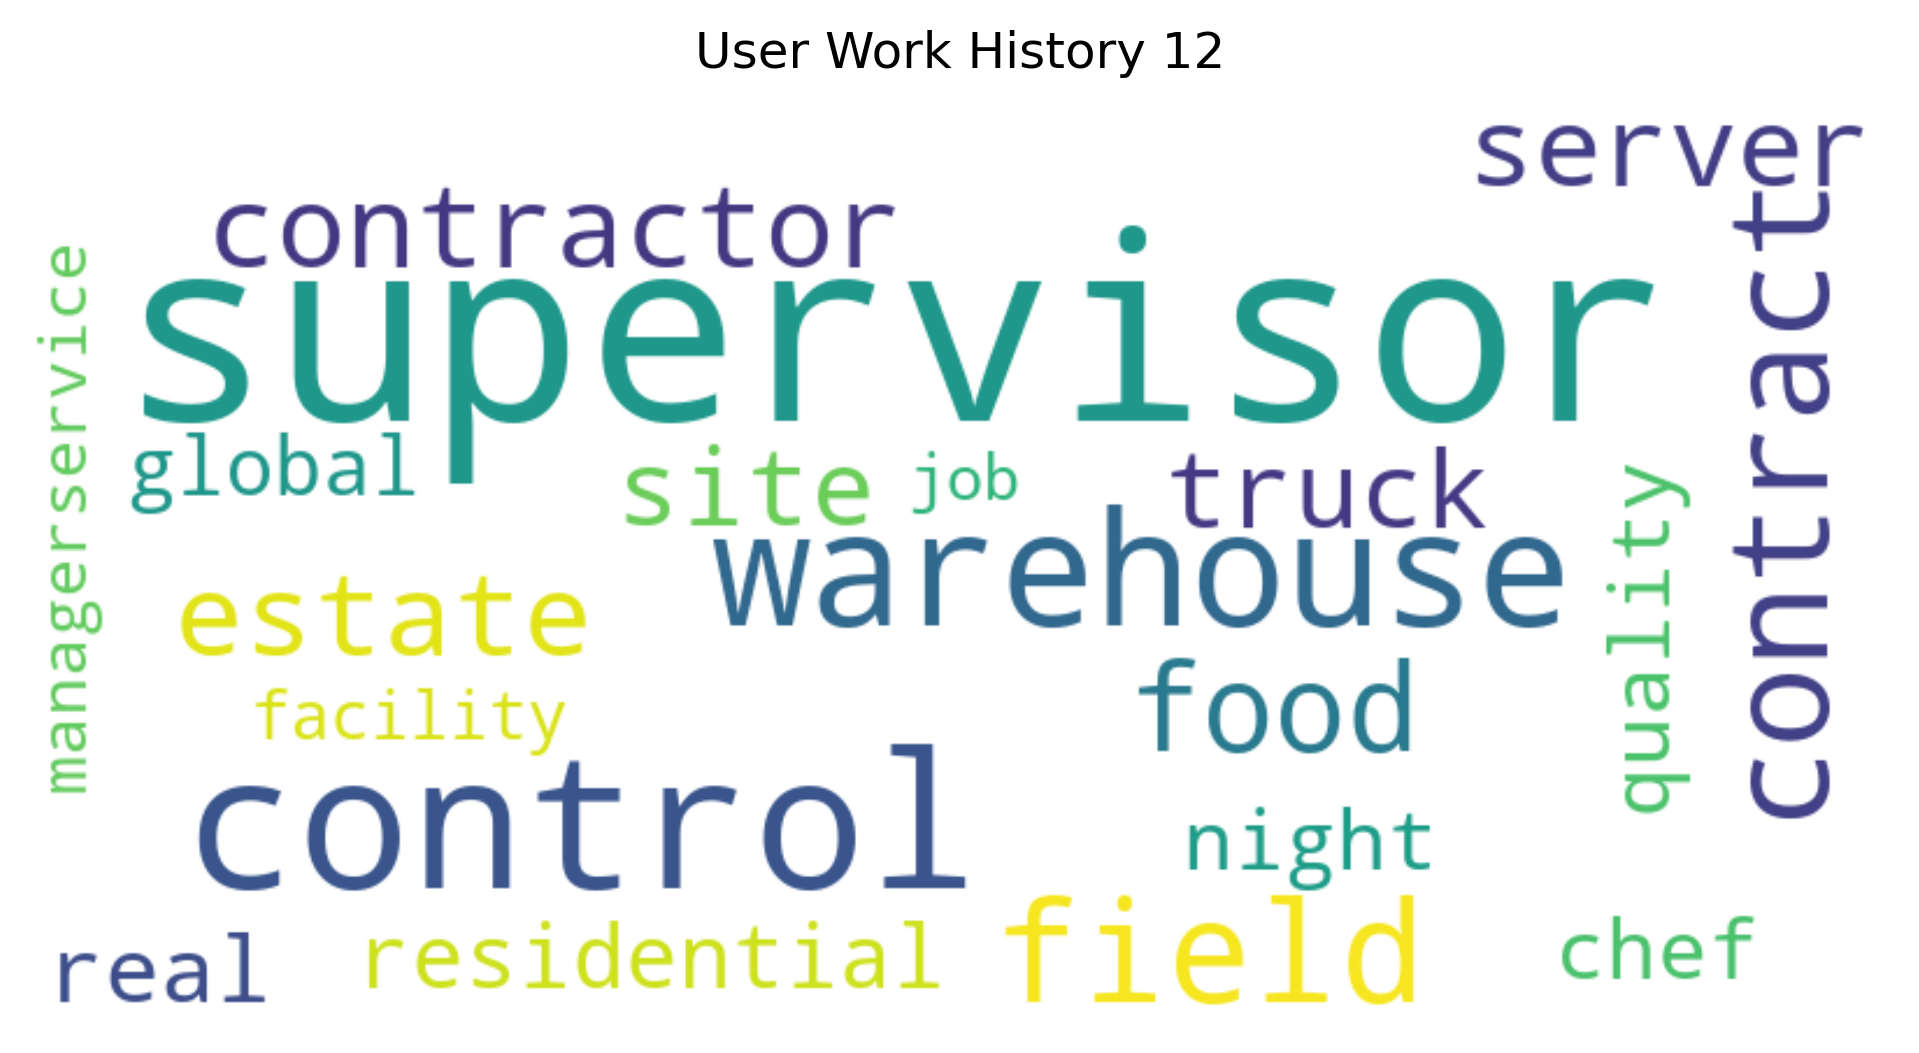 User Work History 12
server
contractor
contract
supervisor
managerservice
global
site
job
truck
quality
warehouse
estate
food
facility
control
night
field
residential
chef
real